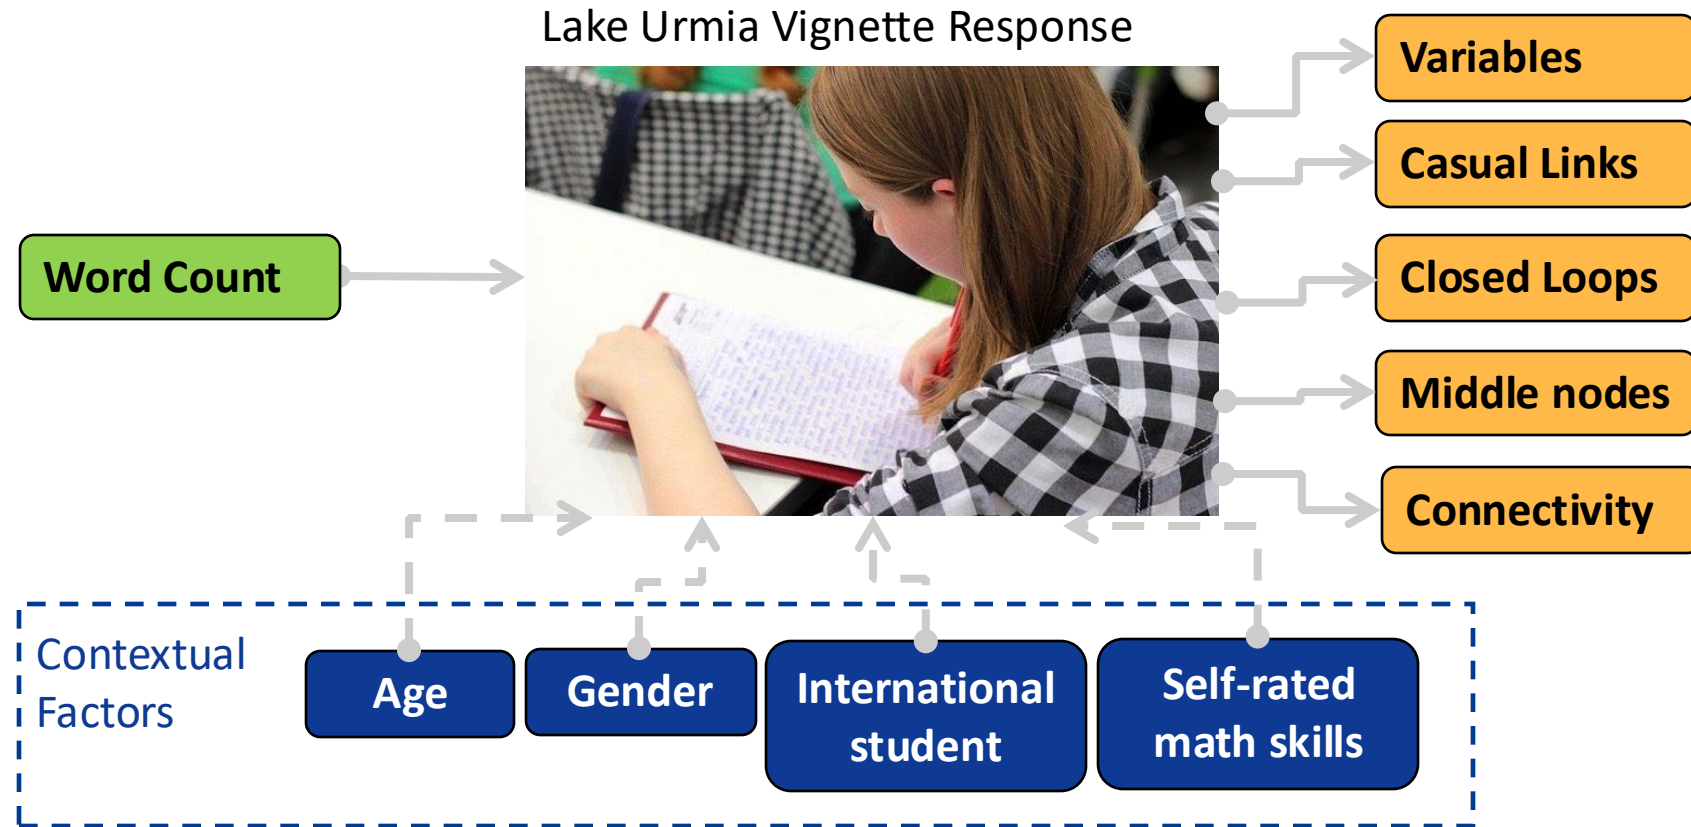 Lake Urmia Vignette Response
Variables
Casual Links
Word Count
Closed Loops
Middle nodes
Connectivity
Contextual
Factors
Age
Gender
International
student
Self-rated
math skills